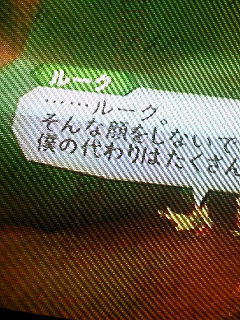 ルーク
……ルーク。
そんな顔をしないで
僕の代わりはたくさん